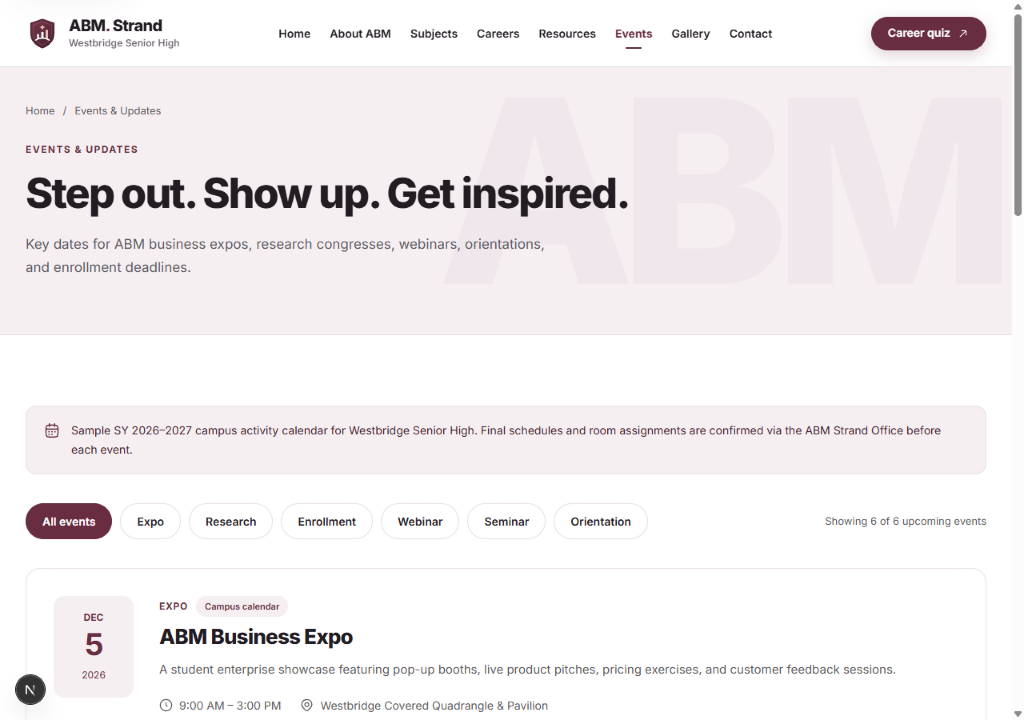 ABM. Strand
Westbridge Senior High
Home
About ABM
Subjects
Careers
Resources
Events
Gallery
Contact
Career quiz
Home / Events & Updates
ABM
EVENTS & UPDATES
Step out. Show up. Get inspired.
Key dates for ABM business expos, research congresses, webinars, orientations,
and enrollment deadlines.
Sample SY 2026–2027 campus activity calendar for Westbridge Senior High. Final schedules and room assignments are confirmed via the ABM Strand Office before
each event.
All events
Expo
Research
Enrollment
Webinar
Seminar
Orientation
Showing 6 of 6 upcoming events
DEC
5
2026
EXPO
Campus calendar
ABM Business Expo
A student enterprise showcase featuring pop-up booths, live product pitches, pricing exercises, and customer feedback sessions.
9:00 AM – 3:00 PM
Westbridge Covered Quadrangle & Pavilion
N